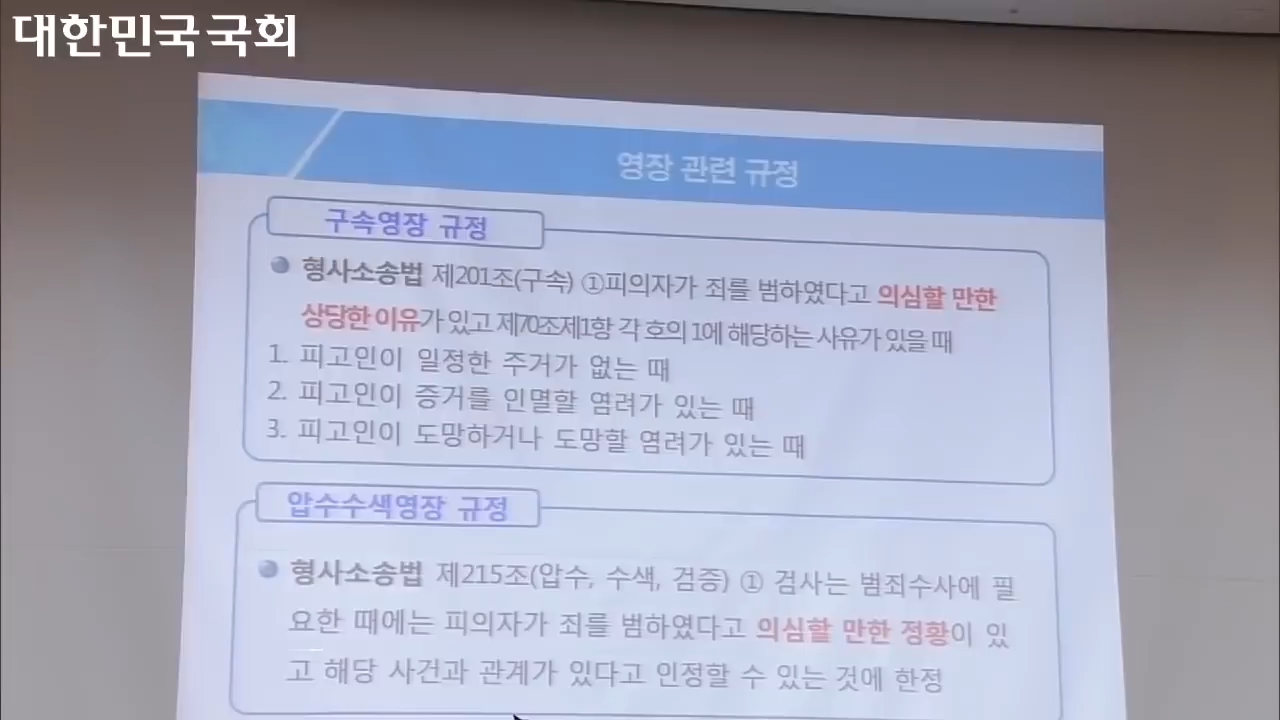 대한민국국회
영장 관련 규정
구속영장 규정
형사소송법 제201조(구속) ①피의자가 죄를 범하였다고 의심할 만한
상당한 이유가 있고 제70조제1항 각 호의 1에 해당하는 사유가 있을 때
1. 피고인이 일정한 주거가 없는 때
2. 피고인이 증거를 인멸할 염려가 있는 때
3. 피고인이 도망하거나 도망할 염려가 있는 때
압수수색영장 규정
형사소송법 제215조(압수, 수색, 검증) ① 검사는 범죄수사에 필
요한 때에는 피의자가 죄를 범하였다고 의심할 만한 정황이 있
고 해당 사건과 관계가 있다고 인정할 수 있는 것에 한정